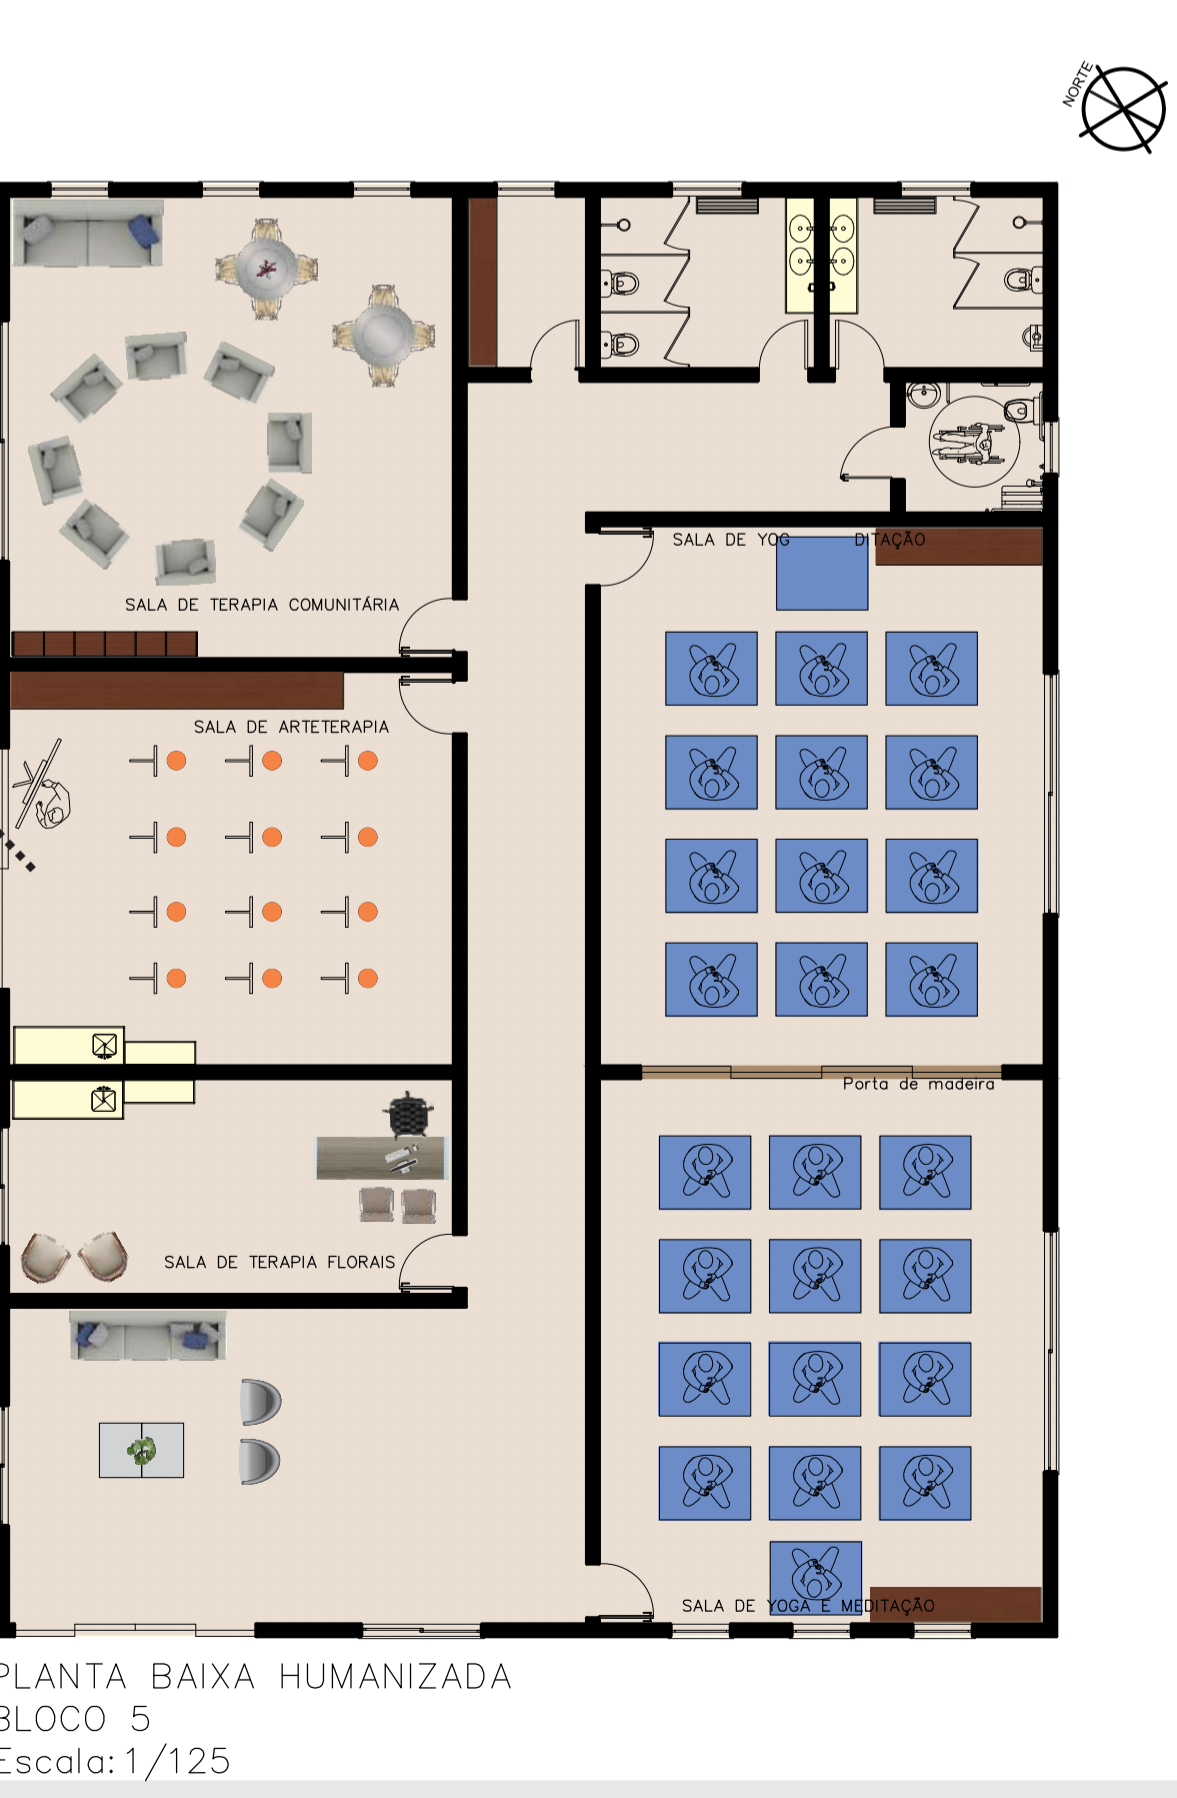 NORTE
SALA DE YOG DITAÇÃO
SALA DE TERAPIA COMUNITÁRIA
SALA DE ARTETERAPIA
Porta de madeira
SALA DE TERAPIA FLORAIS
SALA DE YOGA E MEDITAÇÃO
PLANTA BAIXA HUMANIZADA
BLOCO 5
Escala: 1/125